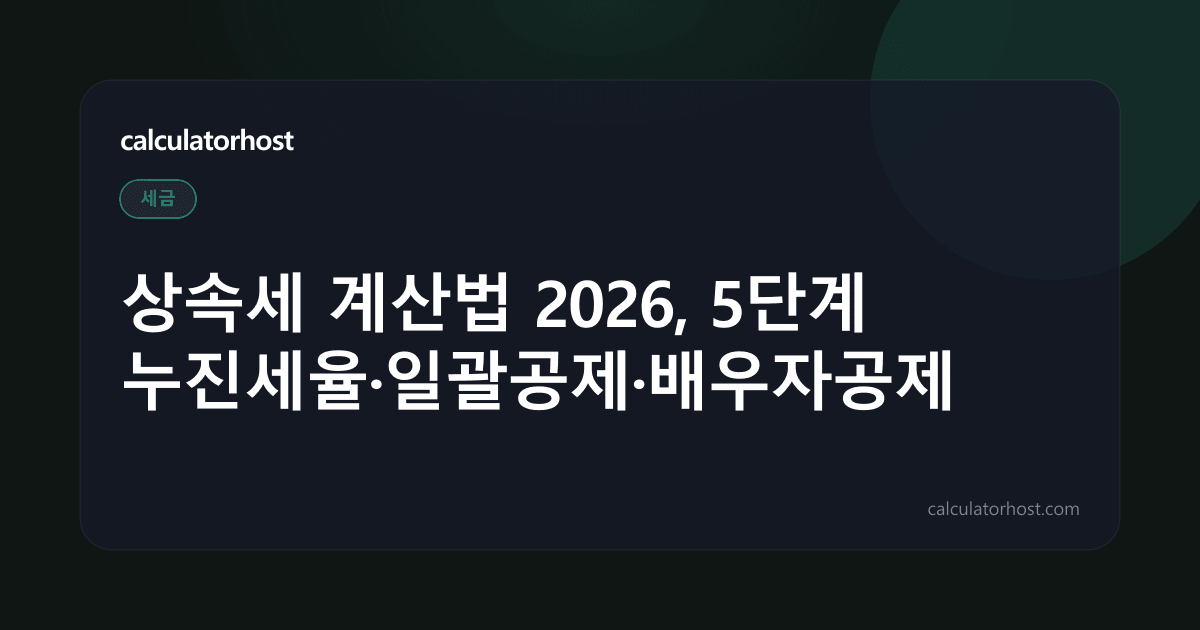 calculatorhost
세금
상속세 계산법 2026, 5단계
누진세율·일괄공제·배우자공제
calculatorhost.com